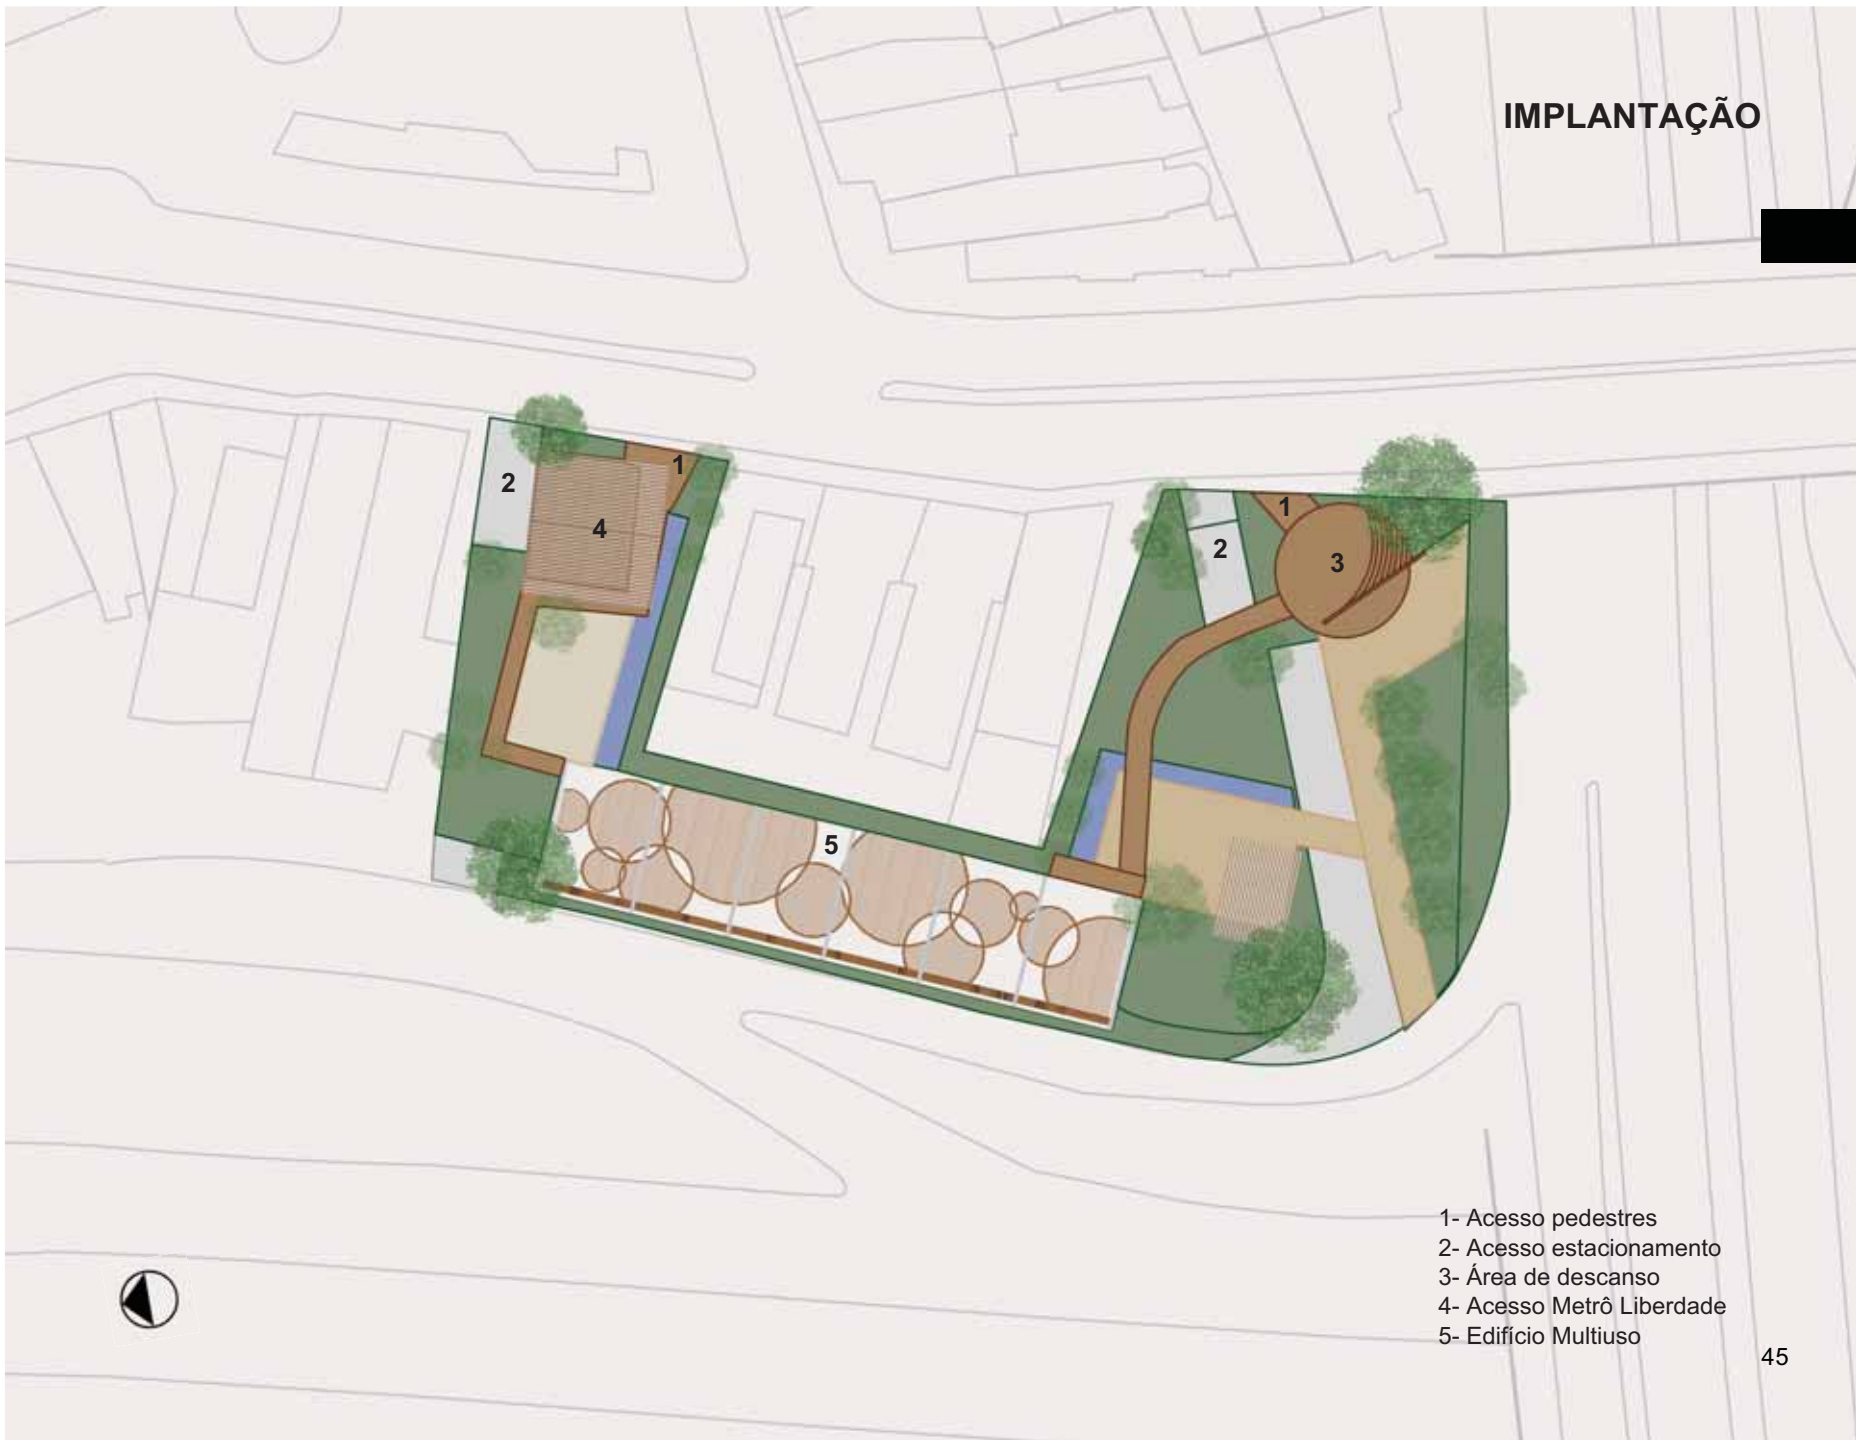 IMPLANTAÇÃO
1
2
4
1
2
3
5
1- Acesso pedestres
2- Acesso estacionamento
3- Área de descanso
4- Acesso Metrô Liberdade
5- Edifício Multiuso
45